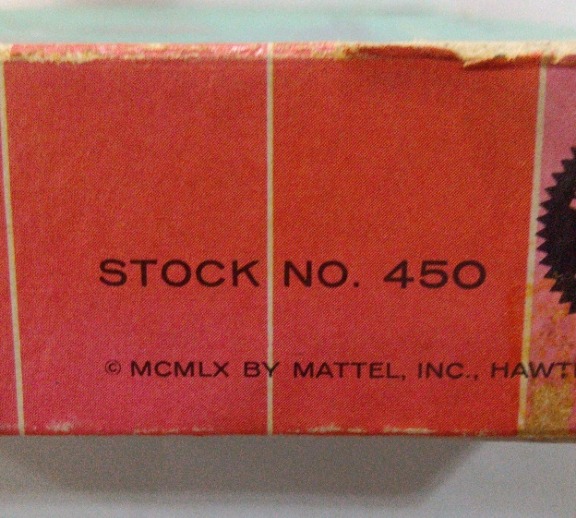 STOCK NO. 450
© MCMLX BY MATTEL, INC., HAWT